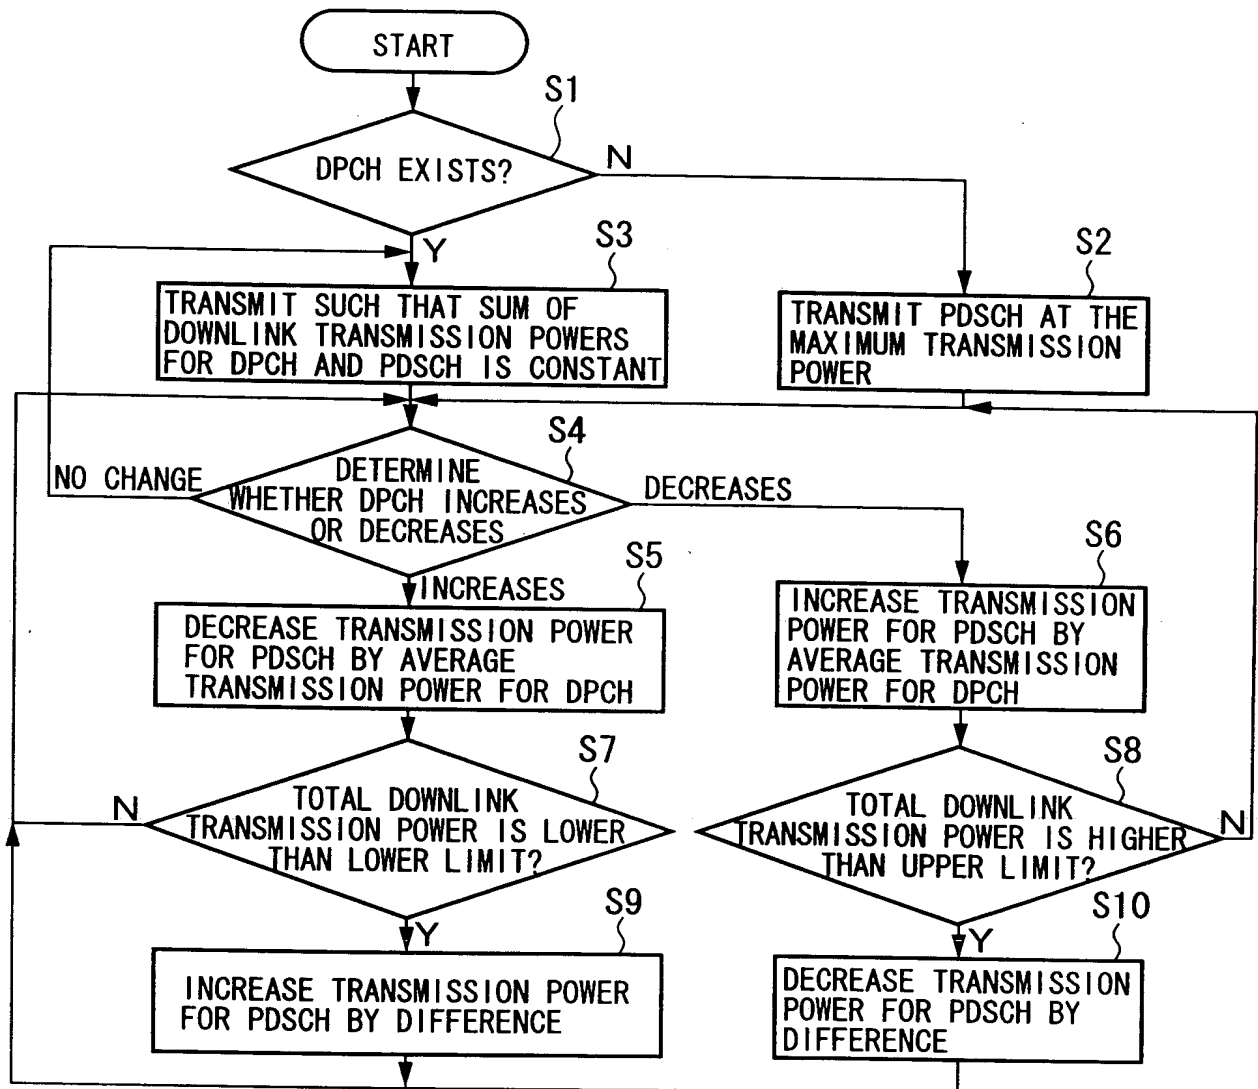 START
S1
DPCH EXISTS?
N
Y
S3
TRANSMIT SUCH THAT SUM OF
DOWNLINK TRANSMISSION POWERS
FOR DPCH AND PDSCH IS CONSTANT
S2
TRANSMIT PDSCH AT THE
MAXIMUM TRANSMISSION
POWER
S4
DETERMINE
WHETHER DPCH INCREASES
OR DECREASES
NO CHANGE
DECREASES
INCREASES
S5
DECREASE TRANSMISSION POWER
FOR PDSCH BY AVERAGE
TRANSMISSION POWER FOR DPCH
S6
INCREASE TRANSMISSION
POWER FOR PDSCH BY
AVERAGE TRANSMISSION
POWER FOR DPCH
S7
TOTAL DOWNLINK
TRANSMISSION POWER IS LOWER
THAN LOWER LIMIT?
N
Y
S8
TOTAL DOWNLINK
TRANSMISSION POWER IS HIGHER
THAN UPPER LIMIT?
N
Y
S9
INCREASE TRANSMISSION POWER
FOR PDSCH BY DIFFERENCE
S10
DECREASE TRANSMISSION
POWER FOR PDSCH BY
DIFFERENCE